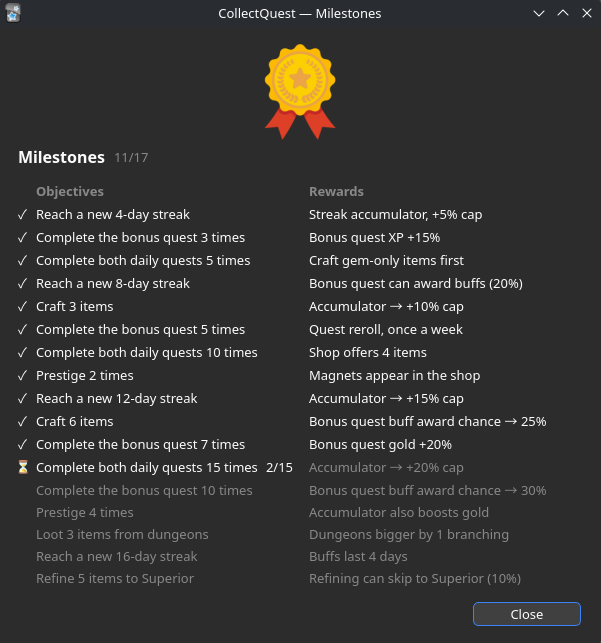 CollectQuest — Milestones
Milestones 11/17
Objectives Rewards
✓ Reach a new 4-day streak Streak accumulator, +5% cap
✓ Complete the bonus quest 3 times Bonus quest XP +15%
✓ Complete both daily quests 5 times Craft gem-only items first
✓ Reach a new 8-day streak Bonus quest can award buffs (20%)
✓ Craft 3 items Accumulator → +10% cap
✓ Complete the bonus quest 5 times Quest reroll, once a week
✓ Complete both daily quests 10 times Shop offers 4 items
✓ Prestige 2 times Magnets appear in the shop
✓ Reach a new 12-day streak Accumulator → +15% cap
✓ Craft 6 items Bonus quest buff award chance → 25%
✓ Complete the bonus quest 7 times Bonus quest gold +20%
⏳ Complete both daily quests 15 times 2/15 Accumulator → +20% cap
Complete the bonus quest 10 times Bonus quest buff award chance → 30%
Prestige 4 times Accumulator also boosts gold
Loot 3 items from dungeons Dungeons bigger by 1 branching
Reach a new 16-day streak Buffs last 4 days
Refine 5 items to Superior Refining can skip to Superior (10%)
Close